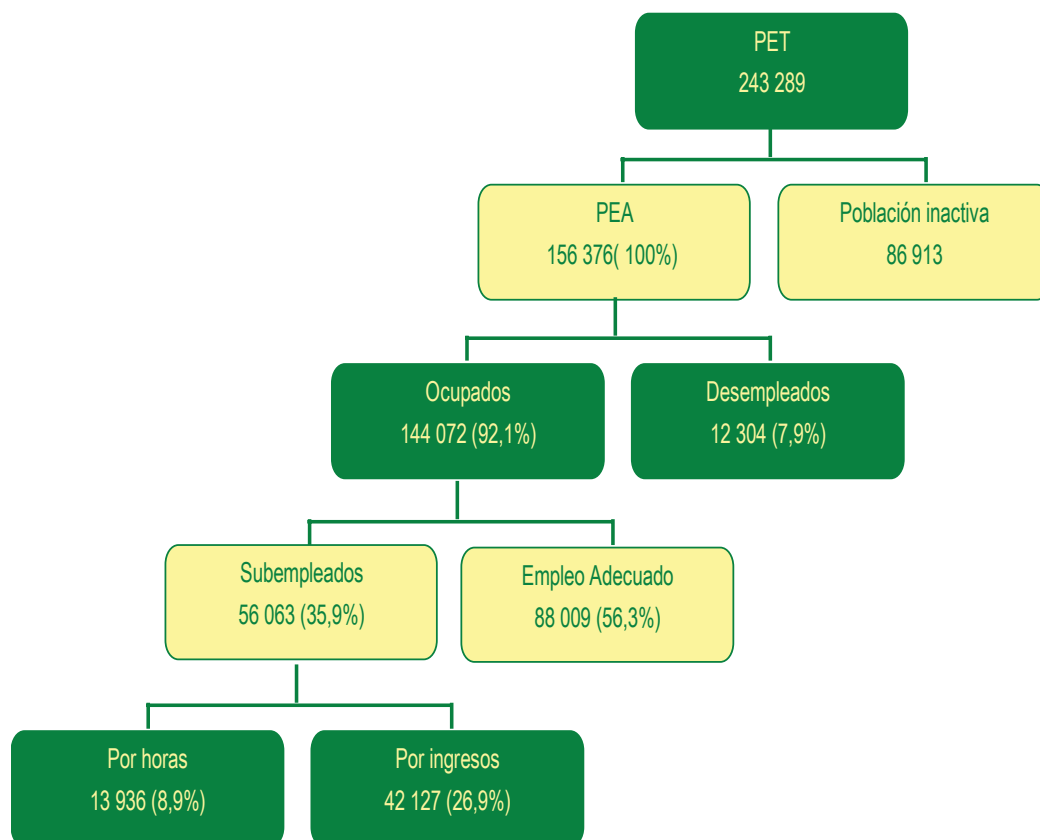 PET
243 289
PEA
156 376( 100%)
Población inactiva
86 913
Ocupados
144 072 (92,1%)
Desempleados
12 304 (7,9%)
Subempleados
56 063 (35,9%)
Empleo Adecuado
88 009 (56,3%)
Por horas
13 936 (8,9%)
Por ingresos
42 127 (26,9%)